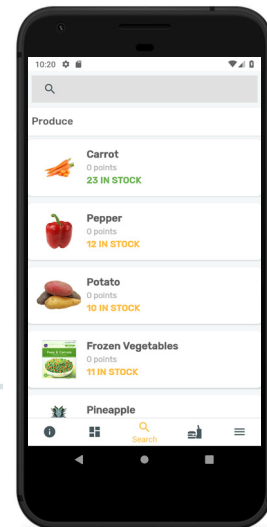 10:20
Produce
Carrot
0 points
23 IN STOCK
Pepper
0 points
12 IN STOCK
Potato
0 points
10 IN STOCK
Frozen Vegetables
0 points
11 IN STOCK
Pineapple
Search